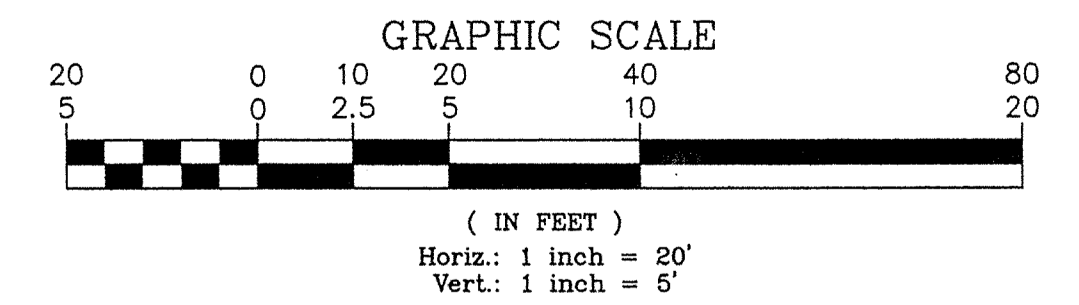 GRAPHIC SCALE
20 0 10 20 40 80
5 0 2.5 5 10 20
( IN FEET )
Horiz.: 1 inch = 20'
Vert.: 1 inch = 5'